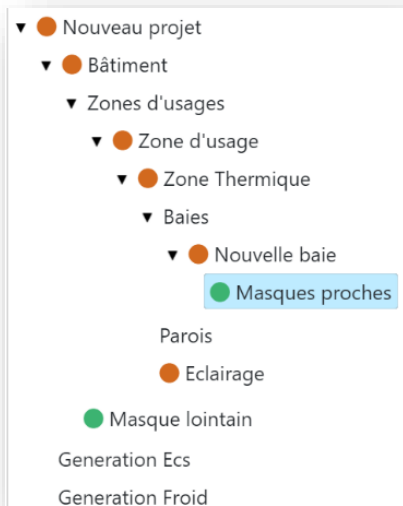 Nouveau projet
Bâtiment
Zones d'usages
Zone d'usage
Zone Thermique
Baies
Nouvelle baie
Masques proches
Parois
Eclairage
Masque lointain
Generation Ecs
Generation Froid